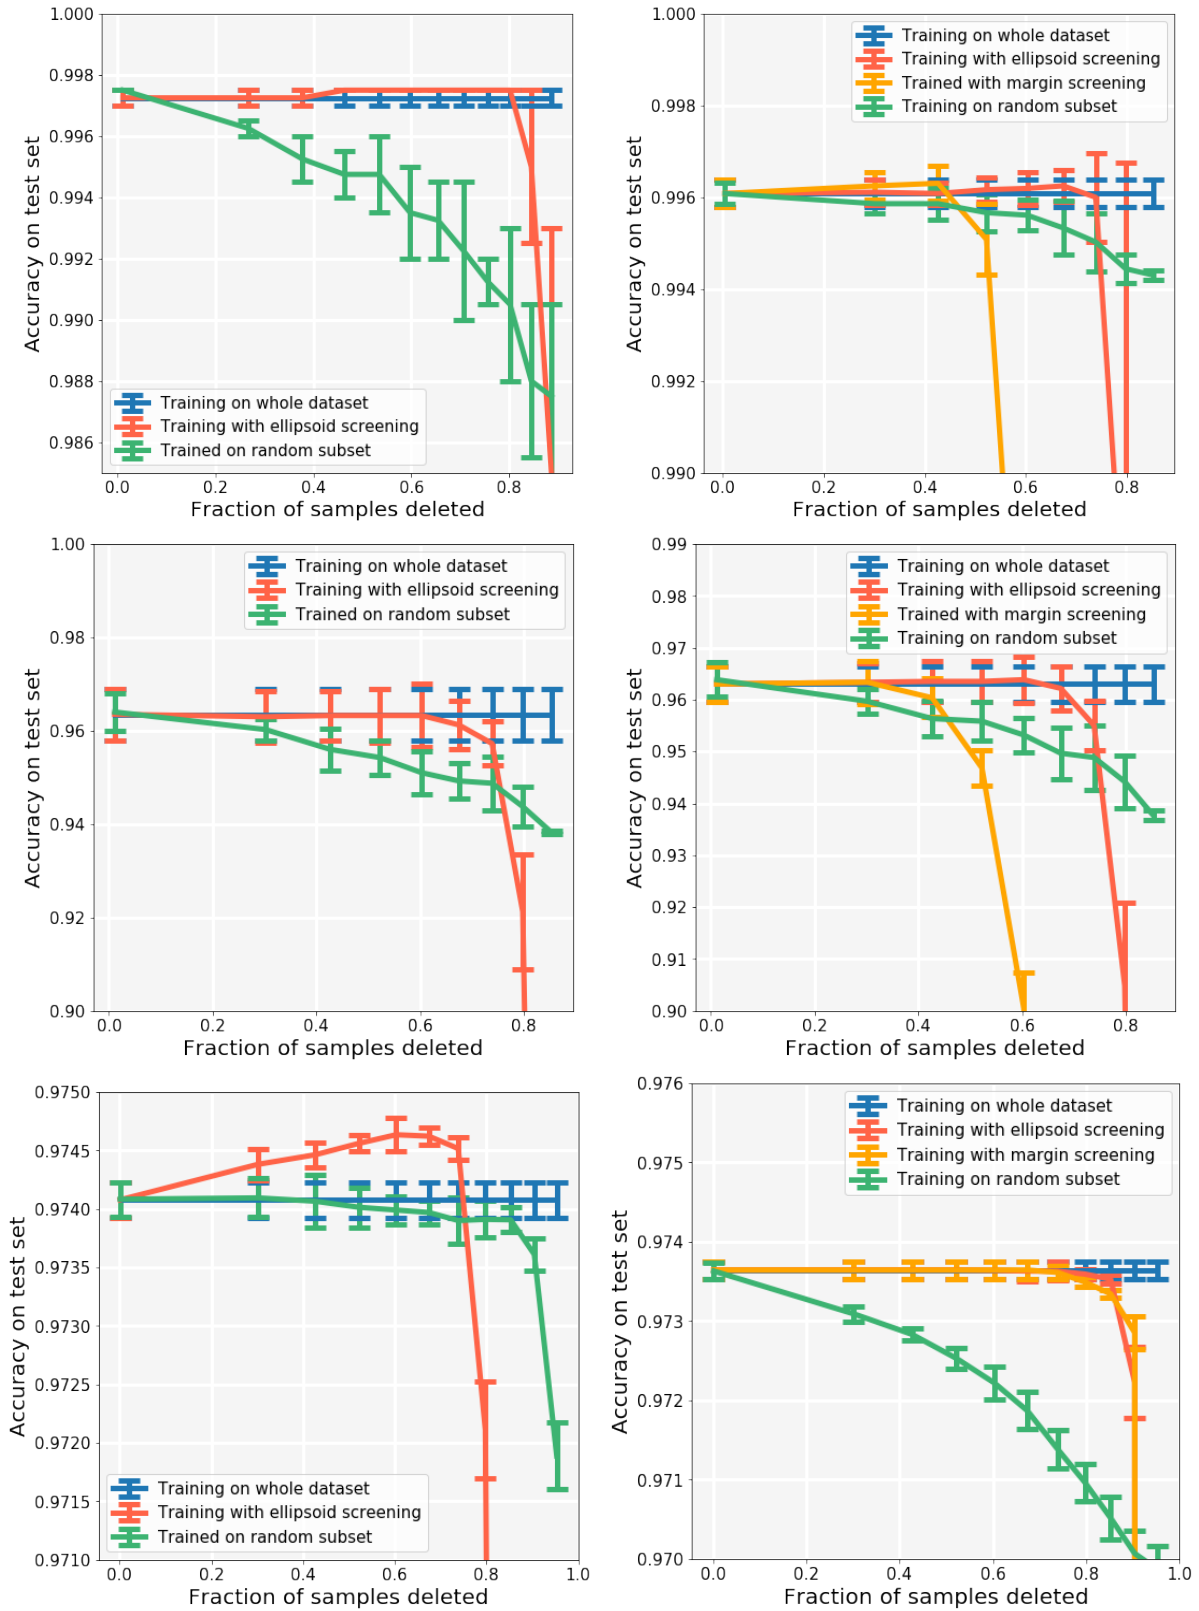 1.000
0.998
0.996
0.994
0.992
0.990
0.988
0.986
Accuracy on test set
Training on whole dataset
Training with ellipsoid screening
Trained on random subset
0.0 0.2 0.4 0.6 0.8
Fraction of samples deleted
1.000
0.998
0.996
0.994
0.992
0.990
Accuracy on test set
Training on whole dataset
Training with ellipsoid screening
Trained with margin screening
Training on random subset
0.0 0.2 0.4 0.6 0.8
Fraction of samples deleted
1.00
0.98
0.96
0.94
0.92
0.90
Accuracy on test set
Training on whole dataset
Training with ellipsoid screening
Trained on random subset
0.0 0.2 0.4 0.6 0.8
Fraction of samples deleted
0.99
0.98
0.97
0.96
0.95
0.94
0.93
0.92
0.91
0.90
Accuracy on test set
Training on whole dataset
Training with ellipsoid screening
Trained with margin screening
Training on random subset
0.0 0.2 0.4 0.6 0.8
Fraction of samples deleted
0.9750
0.9745
0.9740
0.9735
0.9730
0.9725
0.9720
0.9715
0.9710
Accuracy on test set
Training on whole dataset
Training with ellipsoid screening
Trained on random subset
0.0 0.2 0.4 0.6 0.8 1.0
Fraction of samples deleted
0.976
0.975
0.974
0.973
0.972
0.971
0.970
Accuracy on test set
Training on whole dataset
Training with ellipsoid screening
Training with margin screening
Training on random subset
0.0 0.2 0.4 0.6 0.8 1.0
Fraction of samples deleted